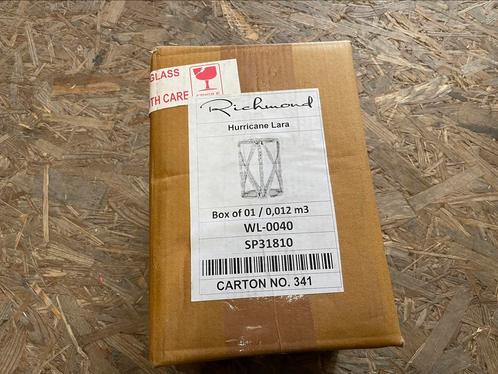 GLASS
TH CARE
Richmond
Hurricane Lara
Box of 01 / 0,012 m3
WL-0040
SP31810
CARTON NO. 341